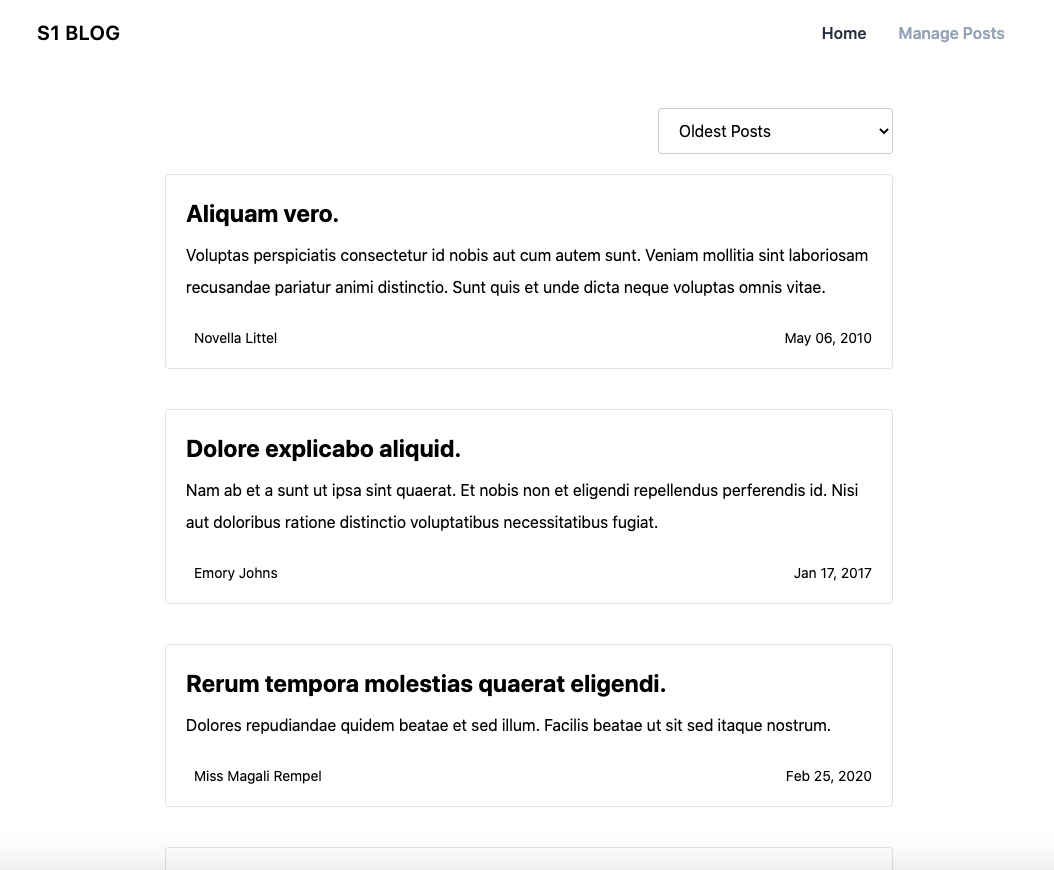 S1 BLOG
Home
Manage Posts
Oldest Posts
Aliquam vero.
Voluptas perspiciatis consectetur id nobis aut cum autem sunt. Veniam mollitia sint laboriosam
recusandae pariatur animi distinctio. Sunt quis et unde dicta neque voluptas omnis vitae.
Novella Littel
May 06, 2010
Dolore explicabo aliquid.
Nam ab et a sunt ut ipsa sint quaerat. Et nobis non et eligendi repellendus perferendis id. Nisi
aut doloribus ratione distinctio voluptatibus necessitatibus fugiat.
Emory Johns
Jan 17, 2017
Rerum tempora molestias quaerat eligendi.
Dolores repudiandae quidem beatae et sed illum. Facilis beatae ut sit sed itaque nostrum.
Miss Magali Rempel
Feb 25, 2020